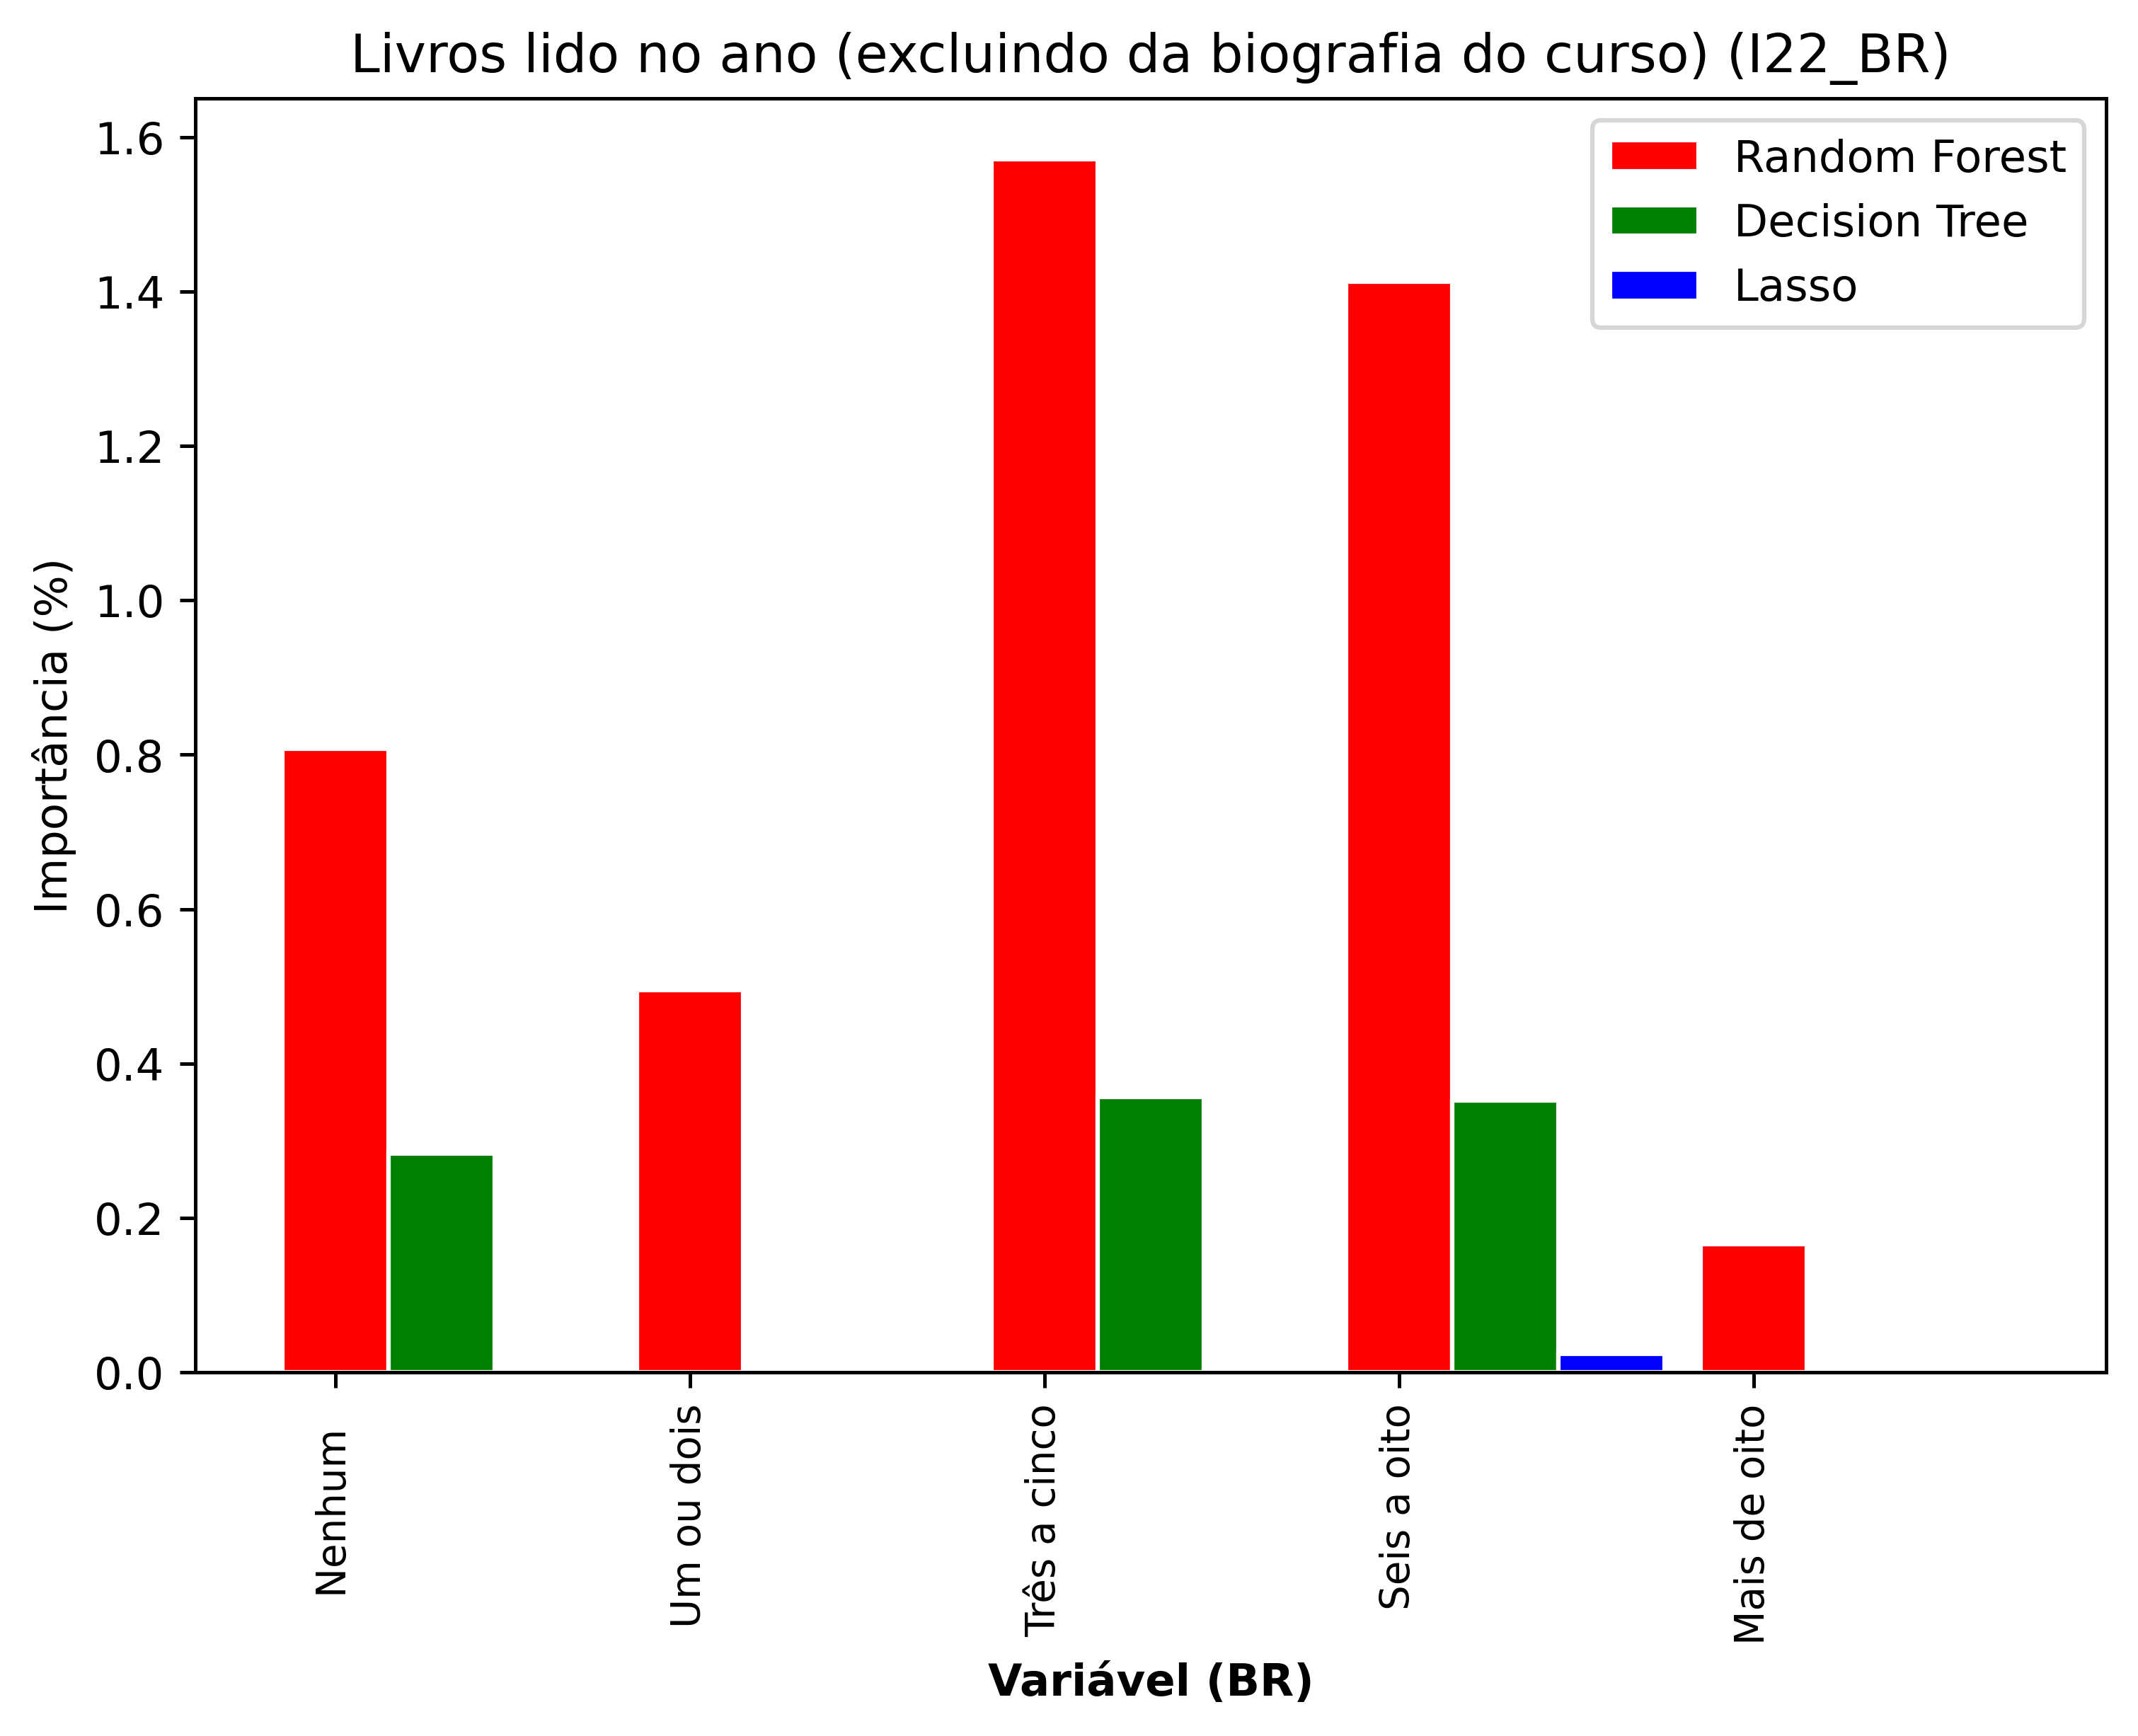 Livros lido no ano (excluindo da biografia do curso) (I22_BR)
Random Forest
Decision Tree
Lasso
Importância (%)
1.6
1.4
1.2
1.0
0.8
0.6
0.4
0.2
0.0
Nenhum
Um ou dois
Três a cinco
Seis a oito
Mais de oito
Variável (BR)